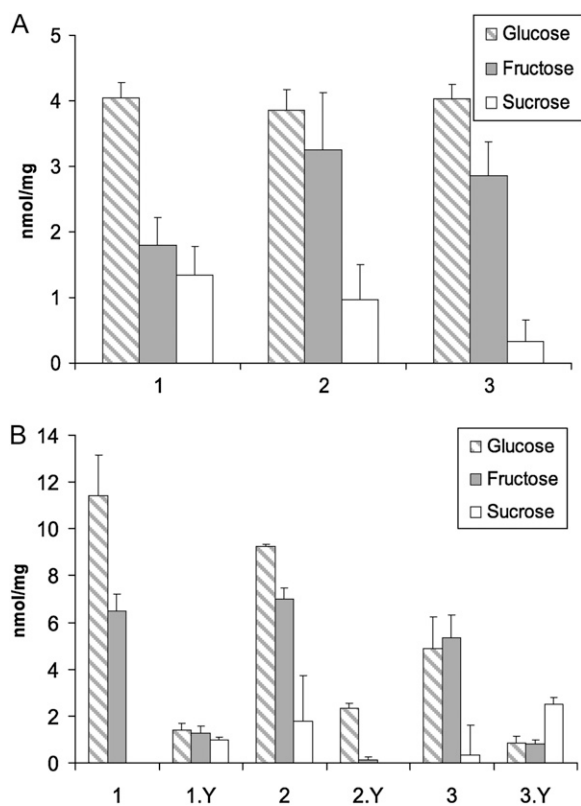 A
Glucose
Fructose
Sucrose
nmol/mg
5
4
3
2
1
0
1 2 3
B
Glucose
Fructose
Sucrose
nmol/mg
14
12
10
8
6
4
2
0
1 1.Y 2 2.Y 3 3.Y